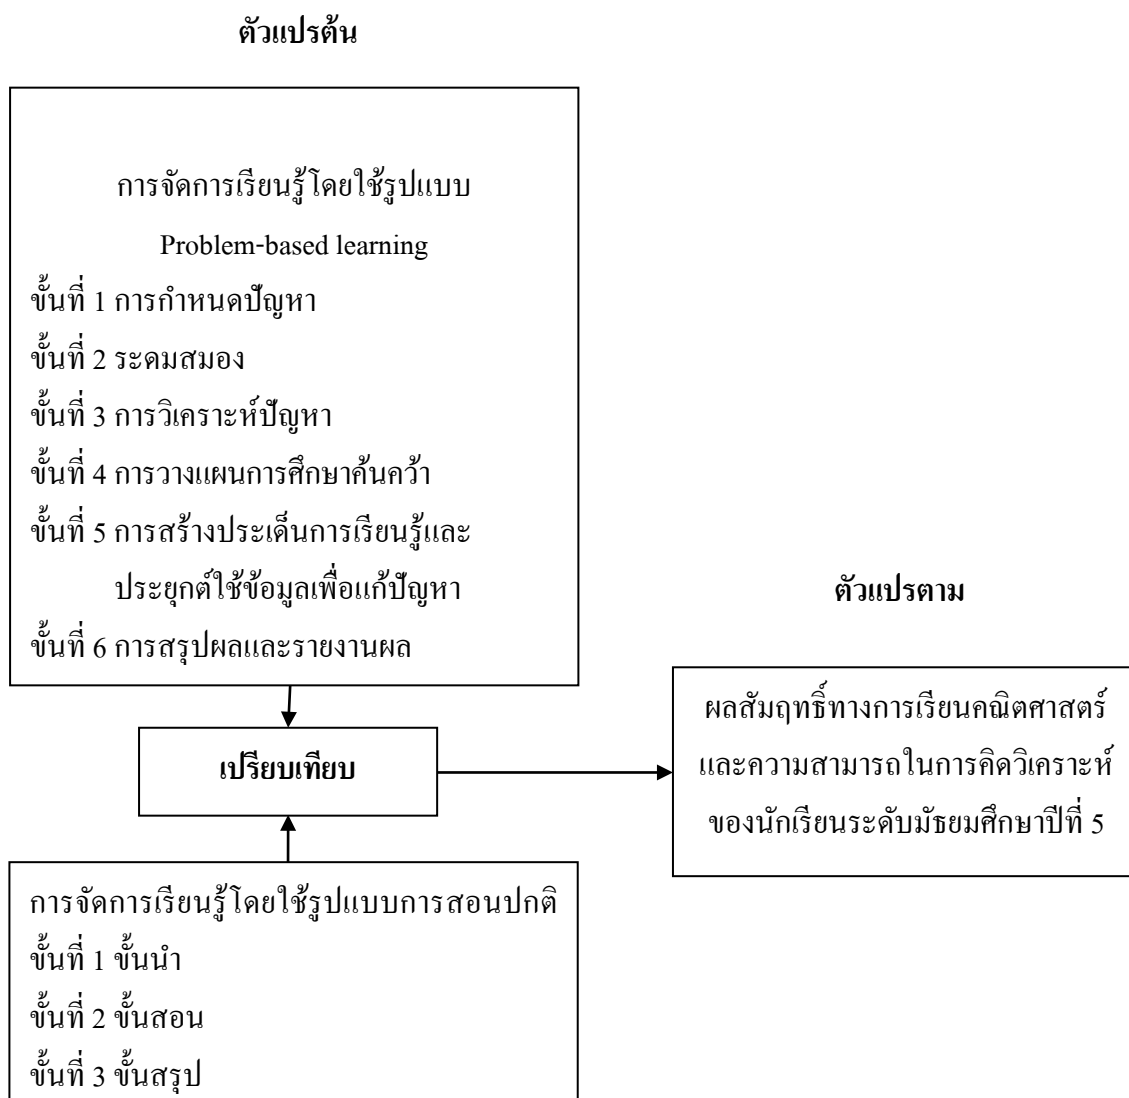 ตัวแปรต้น
การจัดการเรียนรู้โดยใช้รูปแบบ
Problem-based learning
ขั้นที่ 1 การกำหนดปัญหา
ขั้นที่ 2 ระดมสมอง
ขั้นที่ 3 การวิเคราะห์ปัญหา
ขั้นที่ 4 การวางแผนการศึกษาค้นคว้า
ขั้นที่ 5 การสร้างประเด็นการเรียนรู้และ
ประยุกต์ใช้ข้อมูลเพื่อแก้ปัญหา
ขั้นที่ 6 การสรุปผลและรายงานผล
เปรียบเทียบ
การจัดการเรียนรู้โดยใช้รูปแบบการสอนปกติ
ขั้นที่ 1 ขั้นนำ
ขั้นที่ 2 ขั้นสอน
ขั้นที่ 3 ขั้นสรุป
ตัวแปรตาม
ผลสัมฤทธิ์ทางการเรียนคณิตศาสตร์
และความสามารถในการคิดวิเคราะห์
ของนักเรียนระดับมัธยมศึกษาปีที่ 5